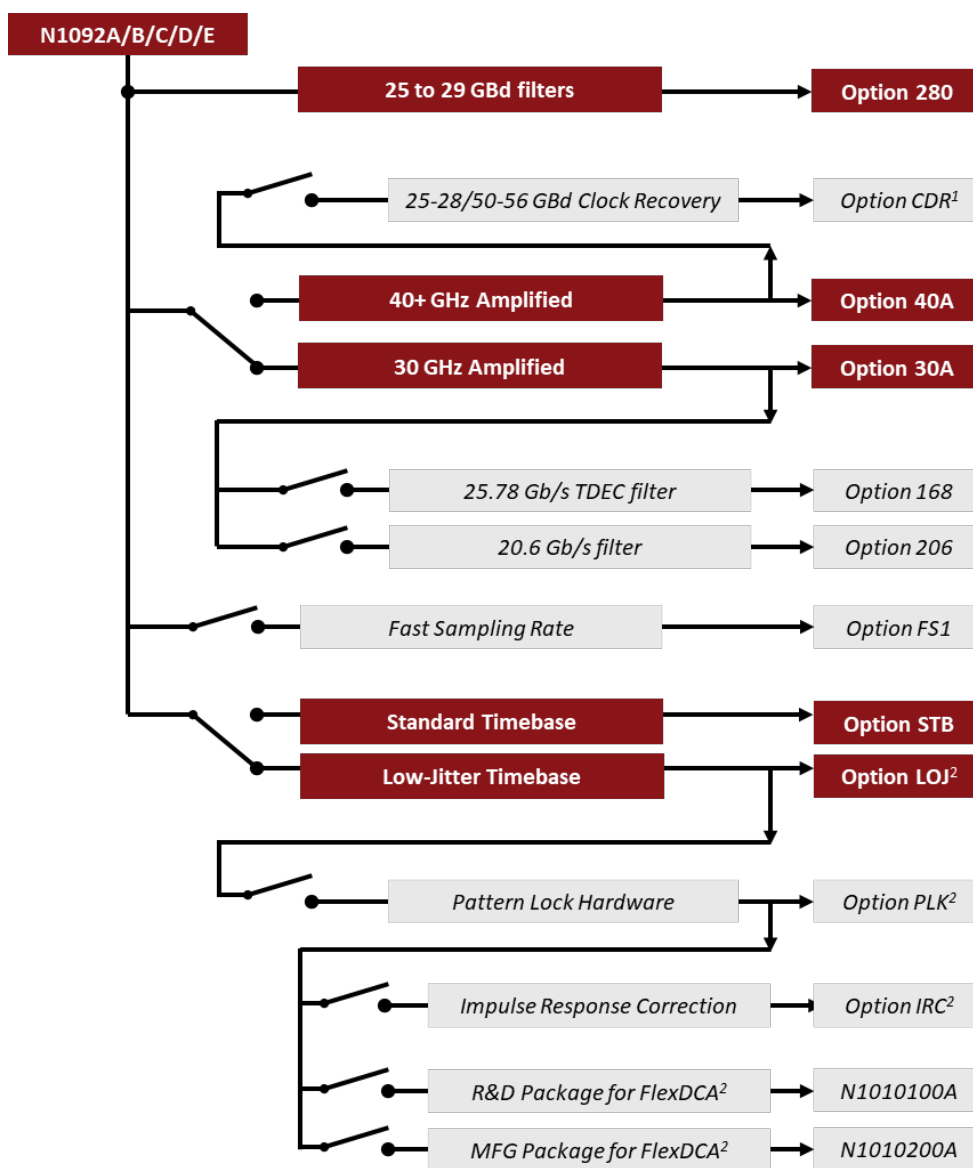 N1092A/B/C/D/E
25 to 29 GBd filters
Option 280
25-28/50-56 GBd Clock Recovery
Option CDR¹
40+ GHz Amplified
Option 40A
30 GHz Amplified
Option 30A
25.78 Gb/s TDEC filter
Option 168
20.6 Gb/s filter
Option 206
Fast Sampling Rate
Option FS1
Standard Timebase
Option STB
Low-Jitter Timebase
Option LOJ²
Pattern Lock Hardware
Option PLK²
Impulse Response Correction
Option IRC²
R&D Package for FlexDCA²
N1010100A
MFG Package for FlexDCA²
N1010200A